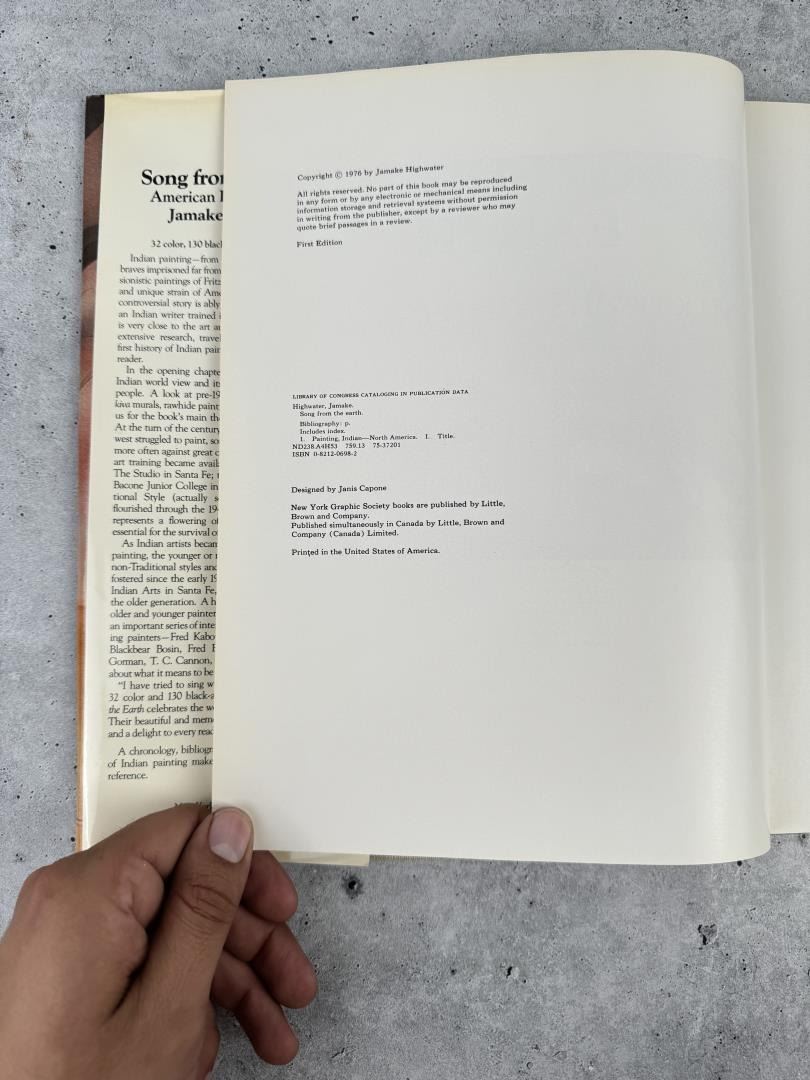 Song from
American I
Jamake
32 color, 130 blac
Indian painting—from
braves imprisoned far from
sionistic paintings of Fritz
and unique strain of Ame
controversial story is ably
an Indian writer trained i
is very close to the art a
extensive research, trave
first history of Indian pain
reader.
In the opening chapte
Indian world view and it
people. A look at pre-19
kiva murals, rawhide paint
us for the book's main th
At the turn of the century
west struggled to paint, so
more often against great o
art training became avail
The Studio in Santa Fe;
Bacone Junior College in
tional Style (actually s
flourished through the 19
represents a flowering of
essential for the survival o
As Indian artists becam
painting, the younger or
non-Traditional styles and
fostered since the early 19
Indian Arts in Santa Fe,
the older generation. A h
older and younger painter
an important series of inte
ing painters—Fred Kabo
Blackbear Bosin, Fred
Gorman, T. C. Cannon,
about what it means to be
"I have tried to sing w
32 color and 130 black-a
the Earth celebrates the w
Their beautiful and mem
and a delight to every read
A chronology, bibliogr
of Indian painting make
reference.
Copyright © 1976 by Jamake Highwater
All rights reserved. No part of this book may be reproduced
in any form or by any electronic or mechanical means including
information storage and retrieval systems without permission
in writing from the publisher, except by a reviewer who may
quote brief passages in a review.
First Edition
LIBRARY OF CONGRESS CATALOGING IN PUBLICATION DATA
Highwater, Jamake.
Song from the earth.
Bibliography: p.
Includes index.
1. Painting, Indian—North America. I. Title.
ND238.A4H53 759.13 75-37201
ISBN 0-8212-0698-2
Designed by Janis Capone
New York Graphic Society books are published by Little,
Brown and Company.
Published simultaneously in Canada by Little, Brown and
Company (Canada) Limited.
Printed in the United States of America.